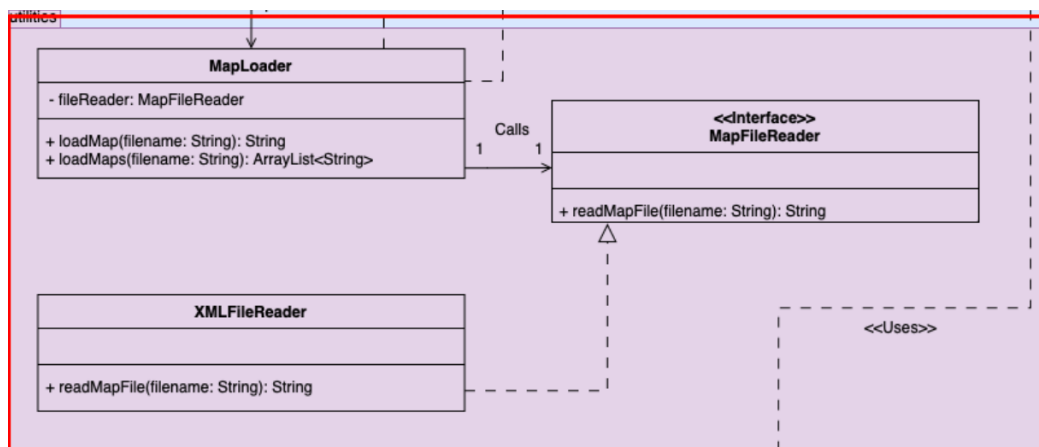 utilities
MapLoader
- fileReader: MapFileReader
+ loadMap(filename: String): String
+ loadMaps(filename: String): ArrayList<String>
Calls
1 1
<<Interface>>
MapFileReader
+ readMapFile(filename: String): String
XMLFileReader
+ readMapFile(filename: String): String
<<Uses>>